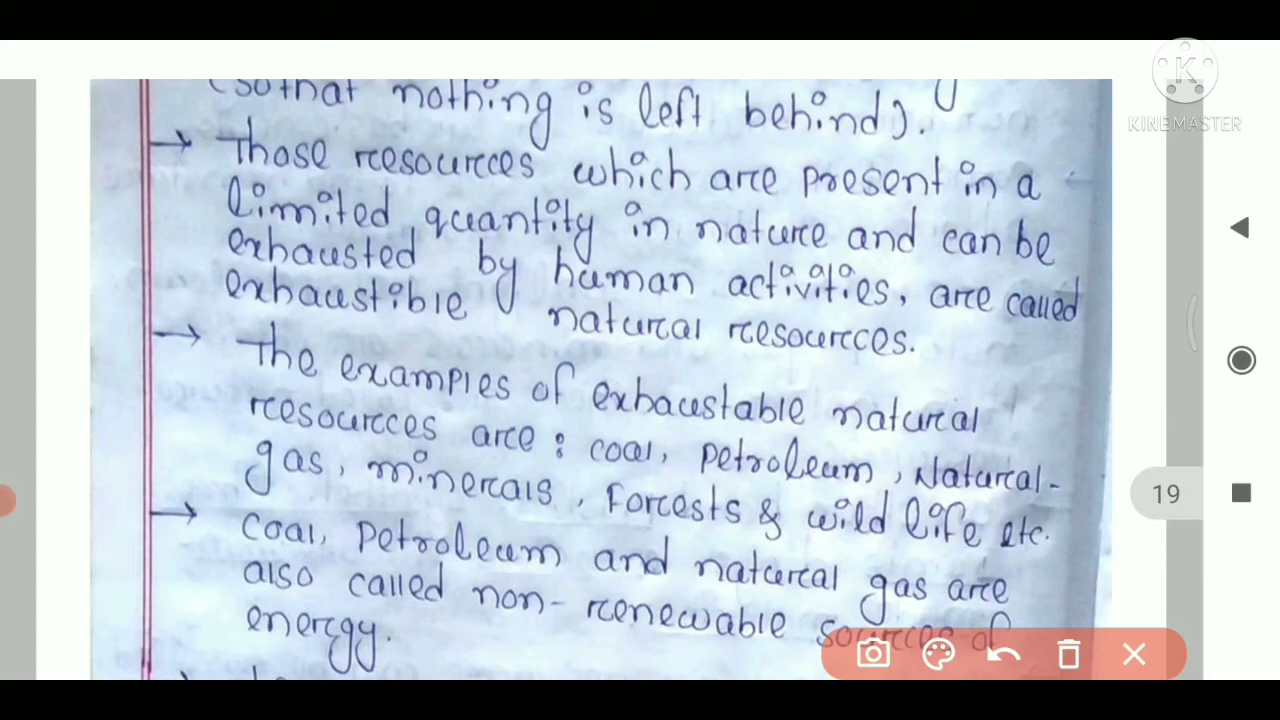 (so that nothing is left behind).
→ Those resources which are present in a
limited quantity in nature and can be
exhausted by human activities, are called
exhaustible natural resources.
→ The examples of exhaustable natural
resources are : coal, petroleum, Natural-
gas, minerals, Forests & wild life etc.
→ Coal, petroleum and natural gas are
also called non-renewable sources of
energy.
K
KINEMASTER
19